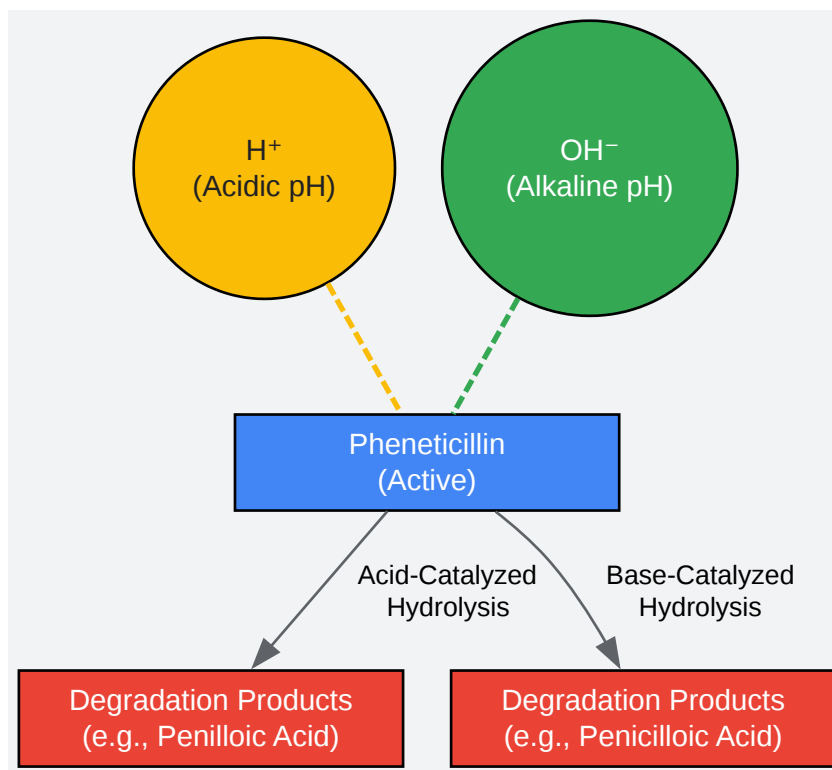 H⁺
(Acidic pH)
OH⁻
(Alkaline pH)
Pheneticillin
(Active)
Acid-Catalyzed
Hydrolysis
Base-Catalyzed
Hydrolysis
Degradation Products
(e.g., Penilloic Acid)
Degradation Products
(e.g., Penicilloic Acid)